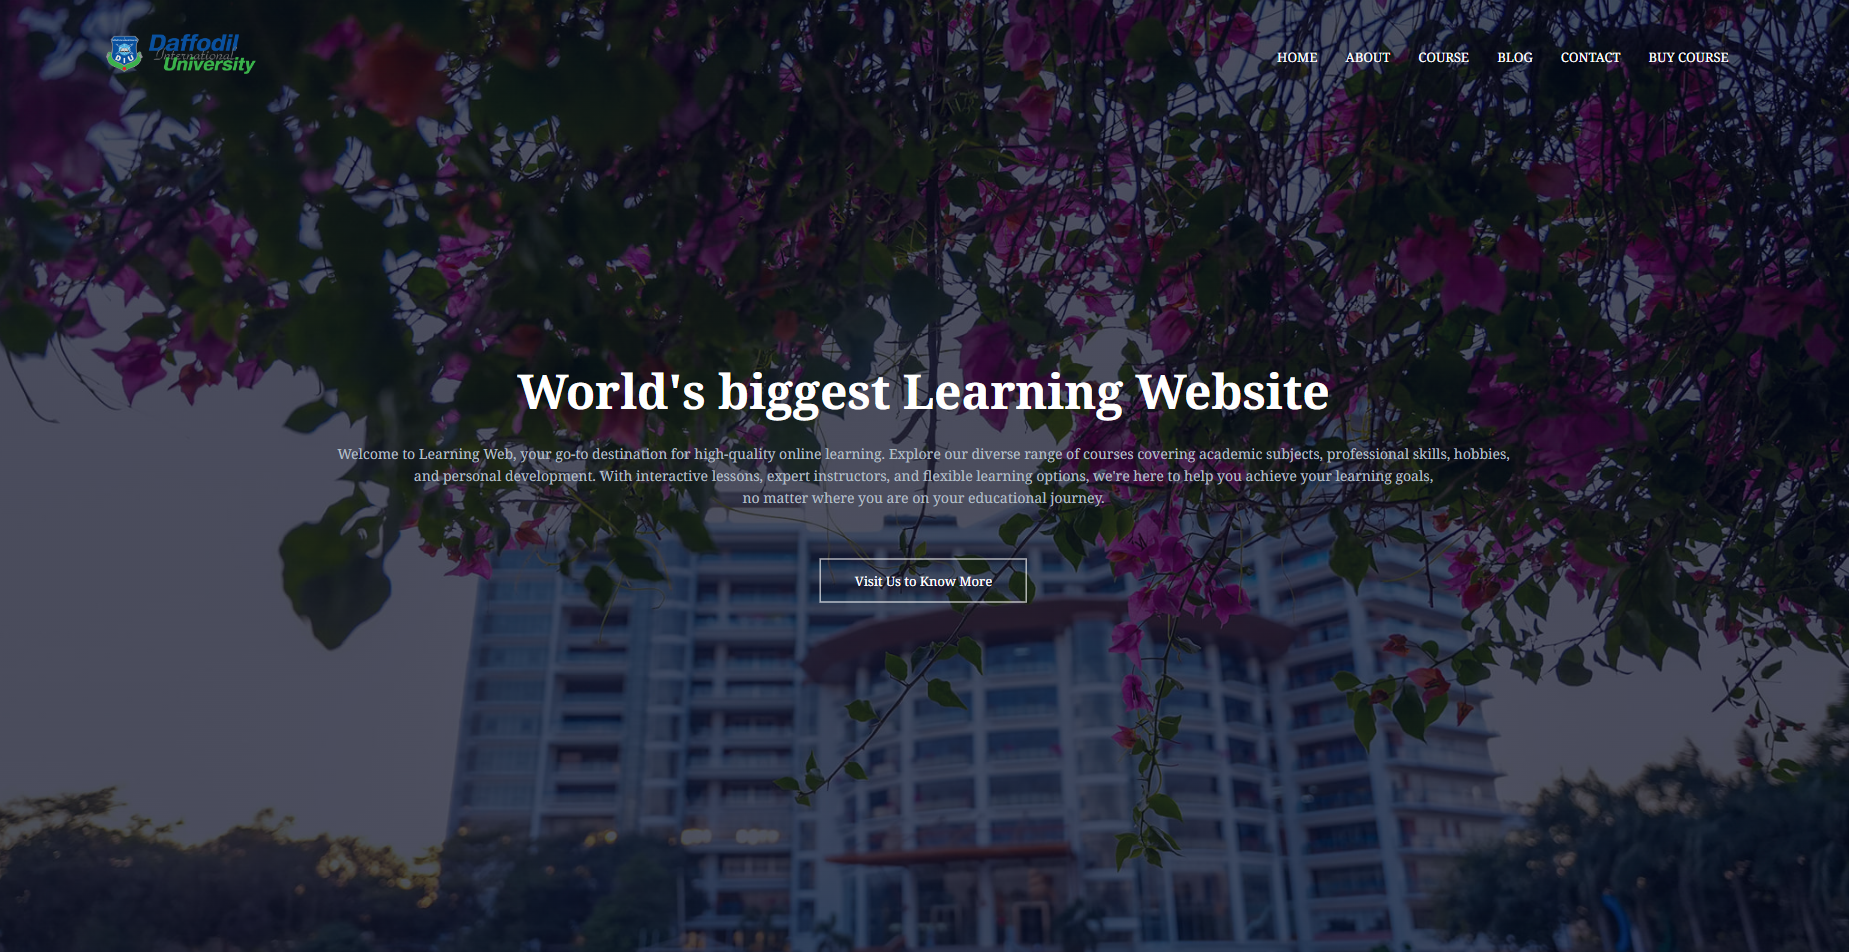 Daffodil
International
University
DIU
HOME ABOUT COURSE BLOG CONTACT BUY COURSE
World's biggest Learning Website
Welcome to Learning Web, your go-to destination for high-quality online learning. Explore our diverse range of courses covering academic subjects, professional skills, hobbies,
and personal development. With interactive lessons, expert instructors, and flexible learning options, we're here to help you achieve your learning goals,
no matter where you are on your educational journey.
Visit Us to Know More